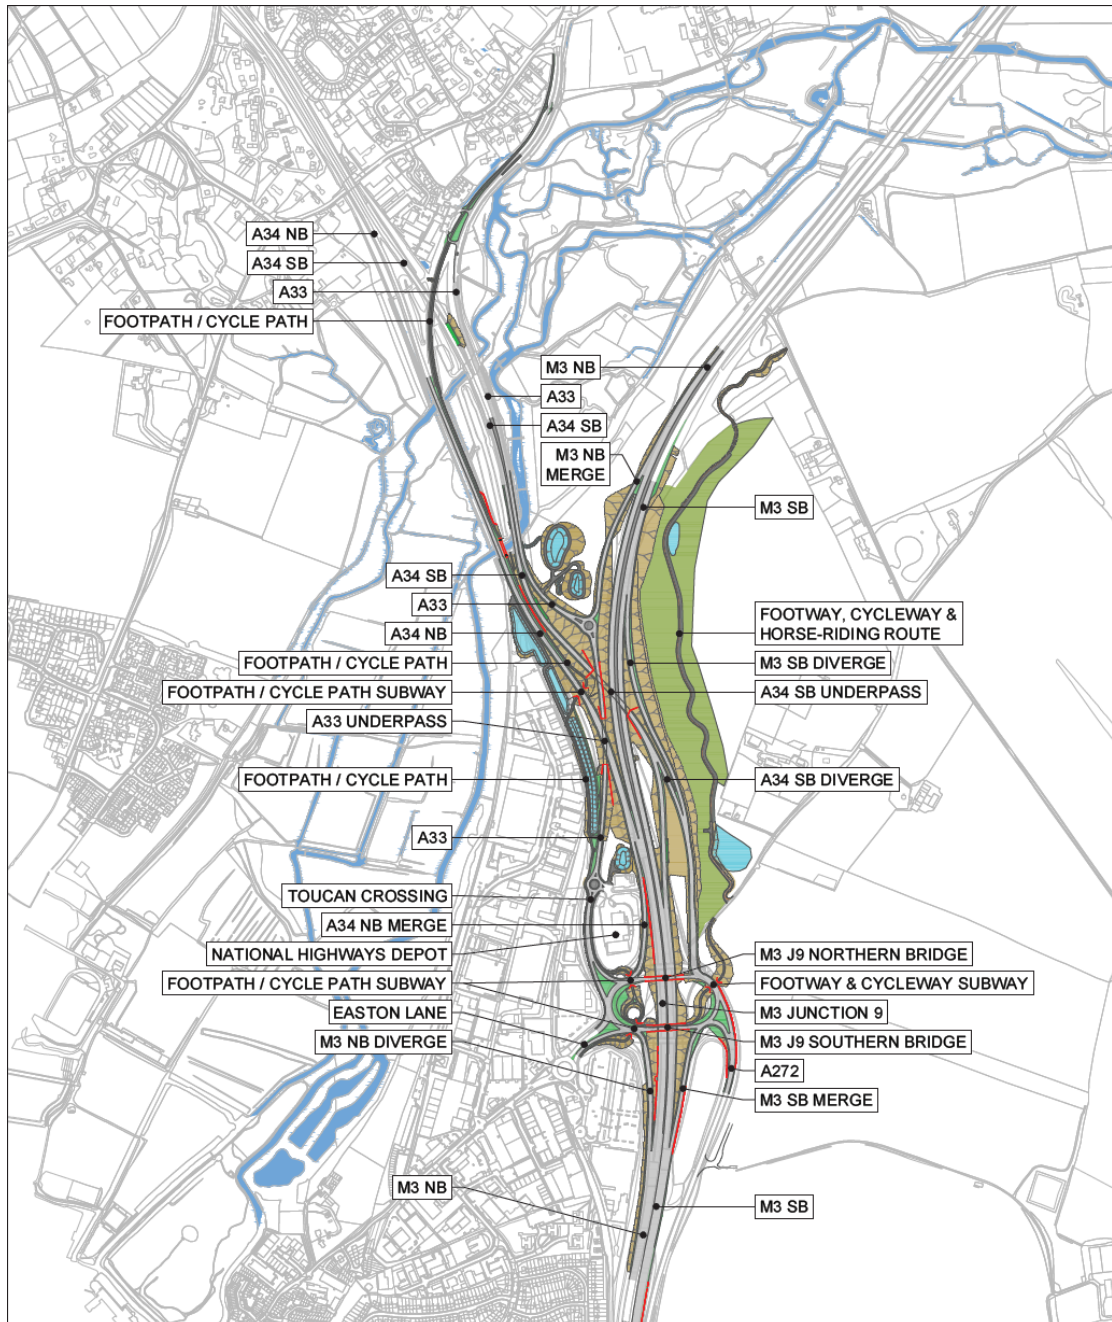 A34 NB
A34 SB
A33
FOOTPATH / CYCLE PATH
M3 NB
A33
A34 SB
M3 NB
MERGE
M3 SB
A34 SB
A33
A34 NB
FOOTPATH / CYCLE PATH
FOOTPATH / CYCLE PATH SUBWAY
A33 UNDERPASS
FOOTPATH / CYCLE PATH
A33
FOOTWAY, CYCLEWAY &
HORSE-RIDING ROUTE
M3 SB DIVERGE
A34 SB UNDERPASS
A34 SB DIVERGE
TOUCAN CROSSING
A34 NB MERGE
NATIONAL HIGHWAYS DEPOT
FOOTPATH / CYCLE PATH SUBWAY
EASTON LANE
M3 NB DIVERGE
M3 J9 NORTHERN BRIDGE
FOOTWAY & CYCLEWAY SUBWAY
M3 JUNCTION 9
M3 J9 SOUTHERN BRIDGE
A272
M3 SB MERGE
M3 NB
M3 SB